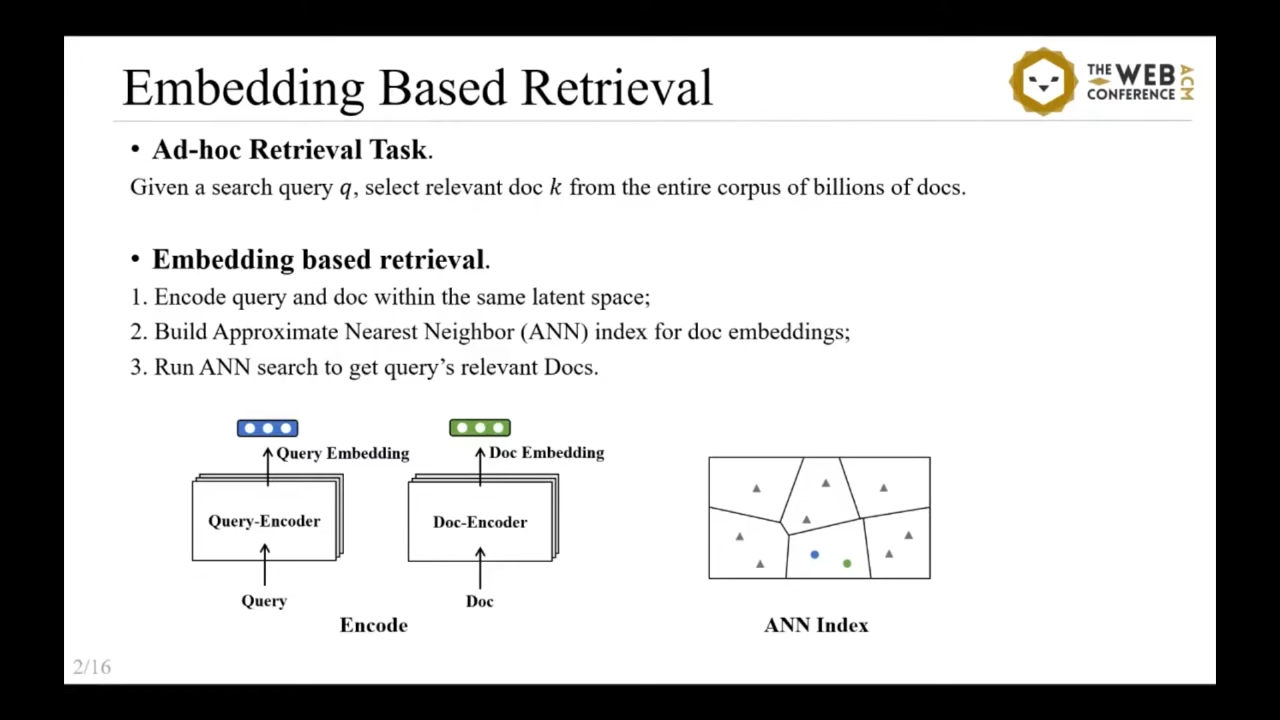 Embedding Based Retrieval
THE WEB CONFERENCE ACM
• Ad-hoc Retrieval Task.
Given a search query q, select relevant doc k from the entire corpus of billions of docs.
• Embedding based retrieval.
1. Encode query and doc within the same latent space;
2. Build Approximate Nearest Neighbor (ANN) index for doc embeddings;
3. Run ANN search to get query’s relevant Docs.
Query Embedding
Doc Embedding
Query-Encoder
Doc-Encoder
Query
Doc
Encode
ANN Index
2/16